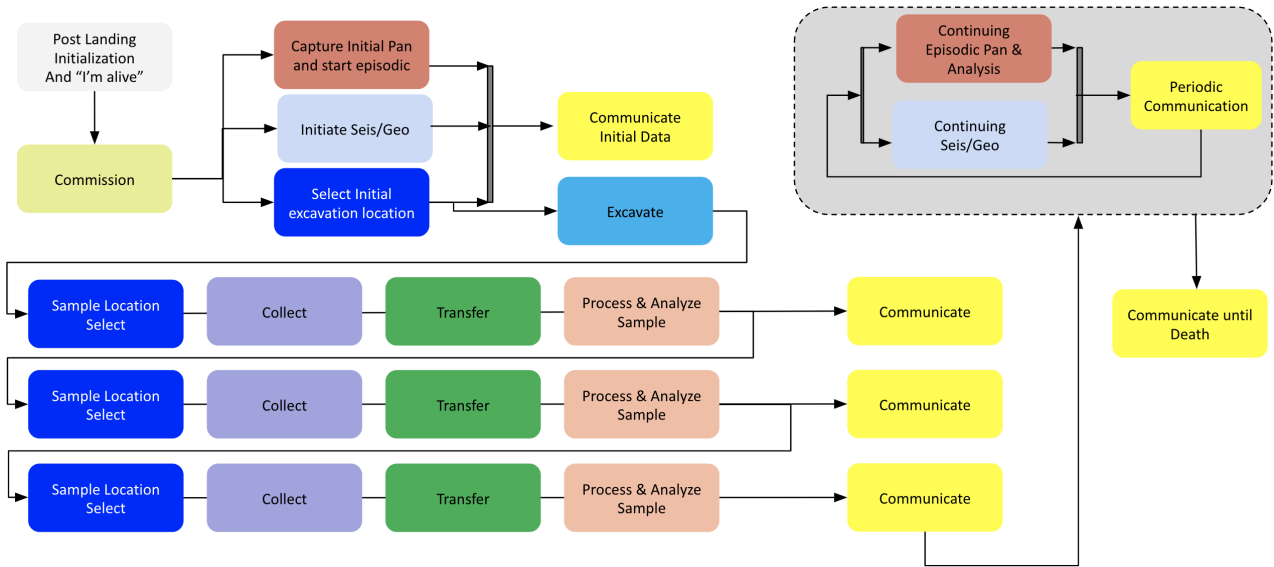 Post Landing
Initialization
And “I’m alive”
Commission
Capture Initial Pan
and start episodic
Initiate Seis/Geo
Select Initial
excavation location
Communicate
Initial Data
Excavate
Continuing
Episodic Pan &
Analysis
Continuing
Seis/Geo
Periodic
Communication
Communicate until
Death
Sample Location
Select
Collect
Transfer
Process & Analyze
Sample
Communicate
Sample Location
Select
Collect
Transfer
Process & Analyze
Sample
Communicate
Sample Location
Select
Collect
Transfer
Process & Analyze
Sample
Communicate